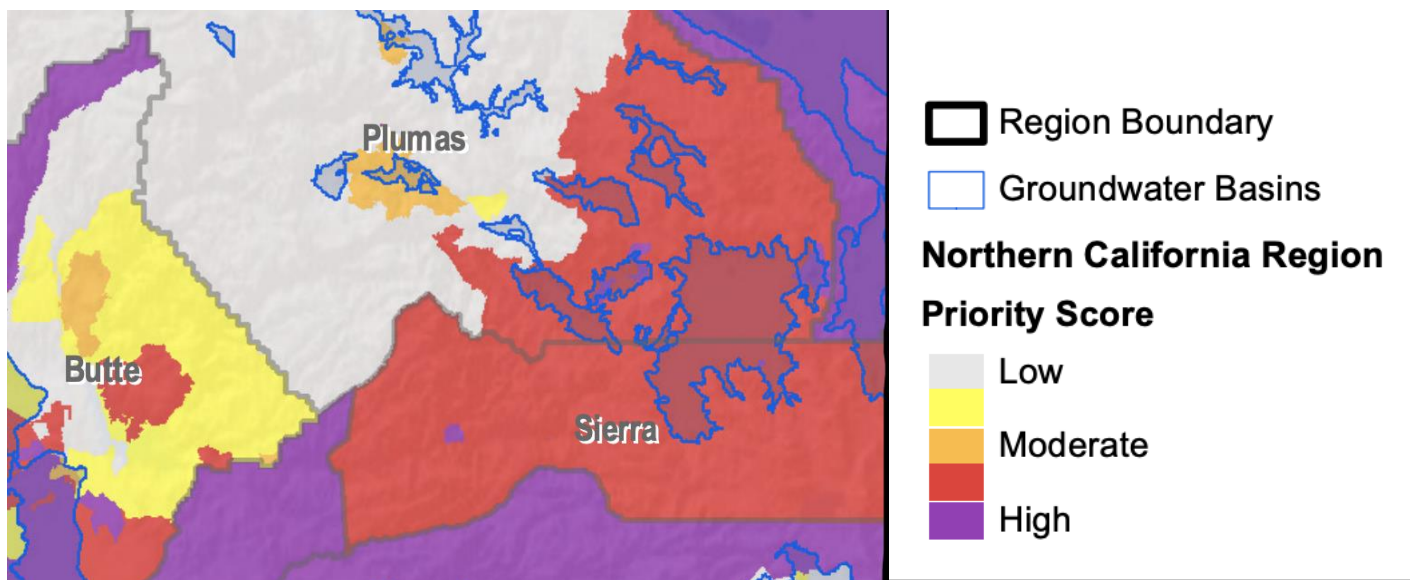 Plumas
Butte
Sierra
Region Boundary
Groundwater Basins
Northern California Region
Priority Score
Low
Moderate
High